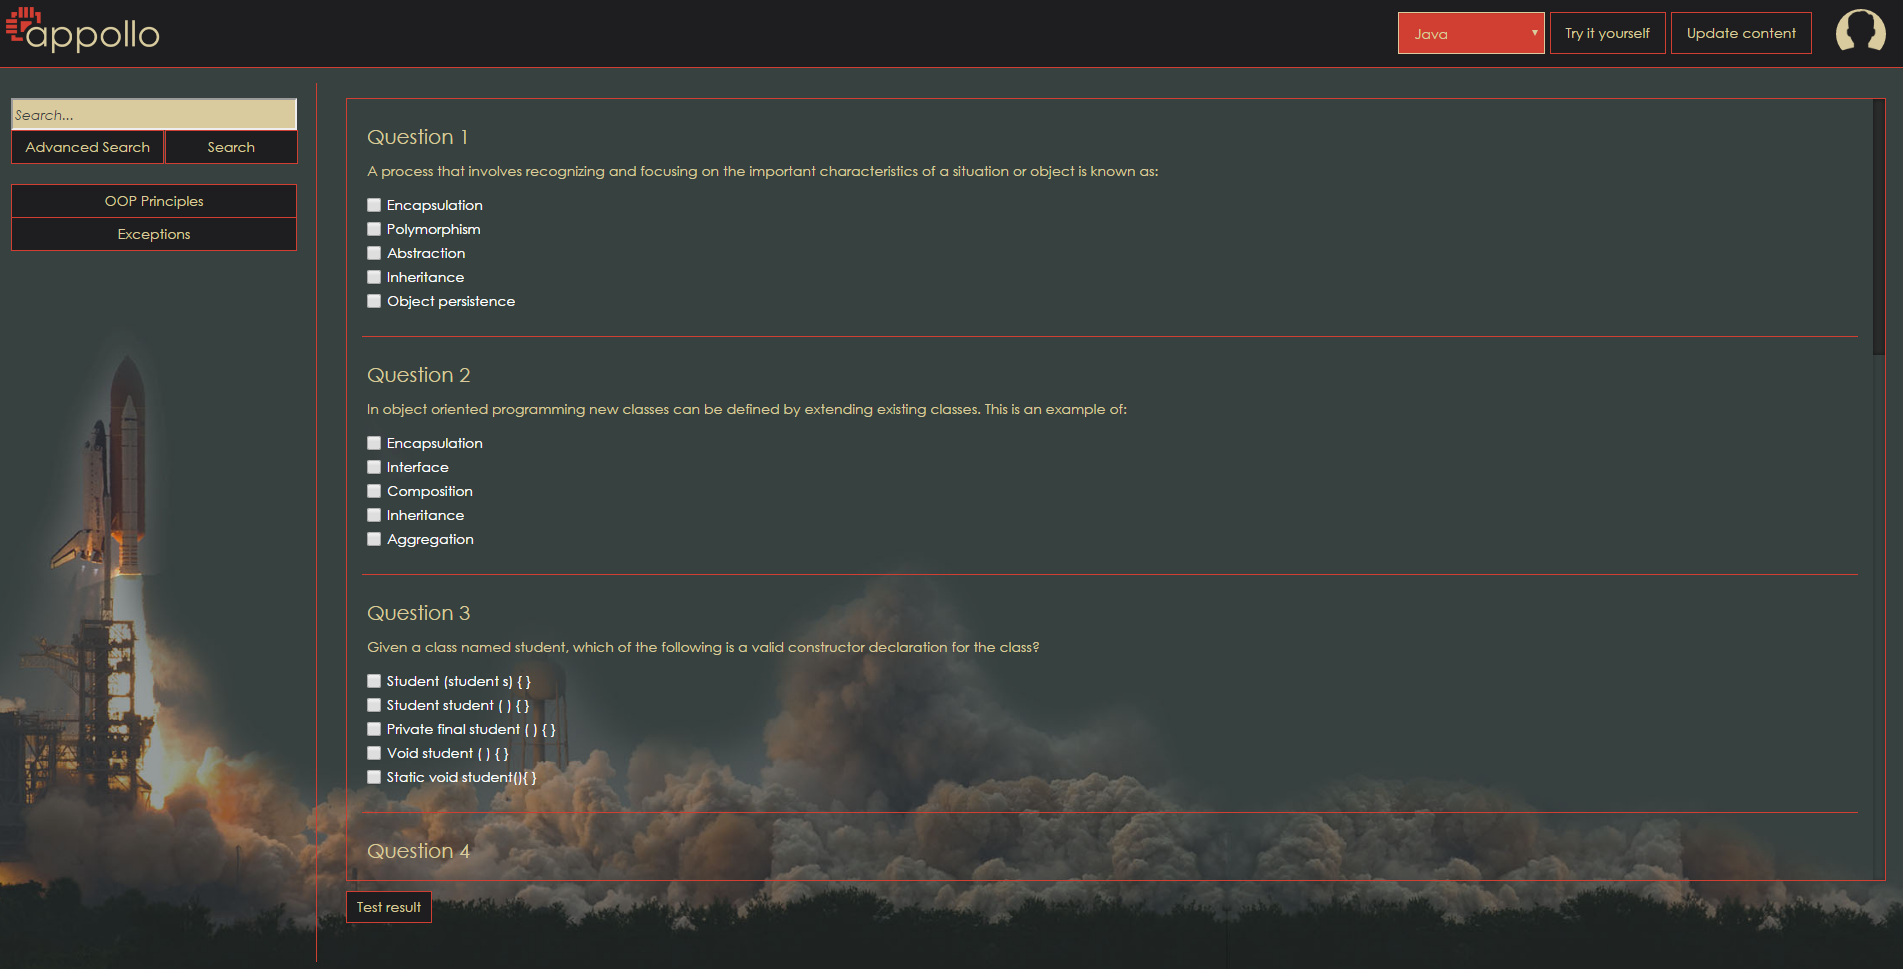 appollo
Java
Try it yourself
Update content
Search...
Advanced Search
Search
OOP Principles
Exceptions
Question 1
A process that involves recognizing and focusing on the important characteristics of a situation or object is known as:
Encapsulation
Polymorphism
Abstraction
Inheritance
Object persistence
Question 2
In object oriented programming new classes can be defined by extending existing classes. This is an example of:
Encapsulation
Interface
Composition
Inheritance
Aggregation
Question 3
Given a class named student, which of the following is a valid constructor declaration for the class?
Student (student s) { }
Student student ( ) { }
Private final student ( ) { }
Void student ( ) { }
Static void student(){ }
Question 4
Test result